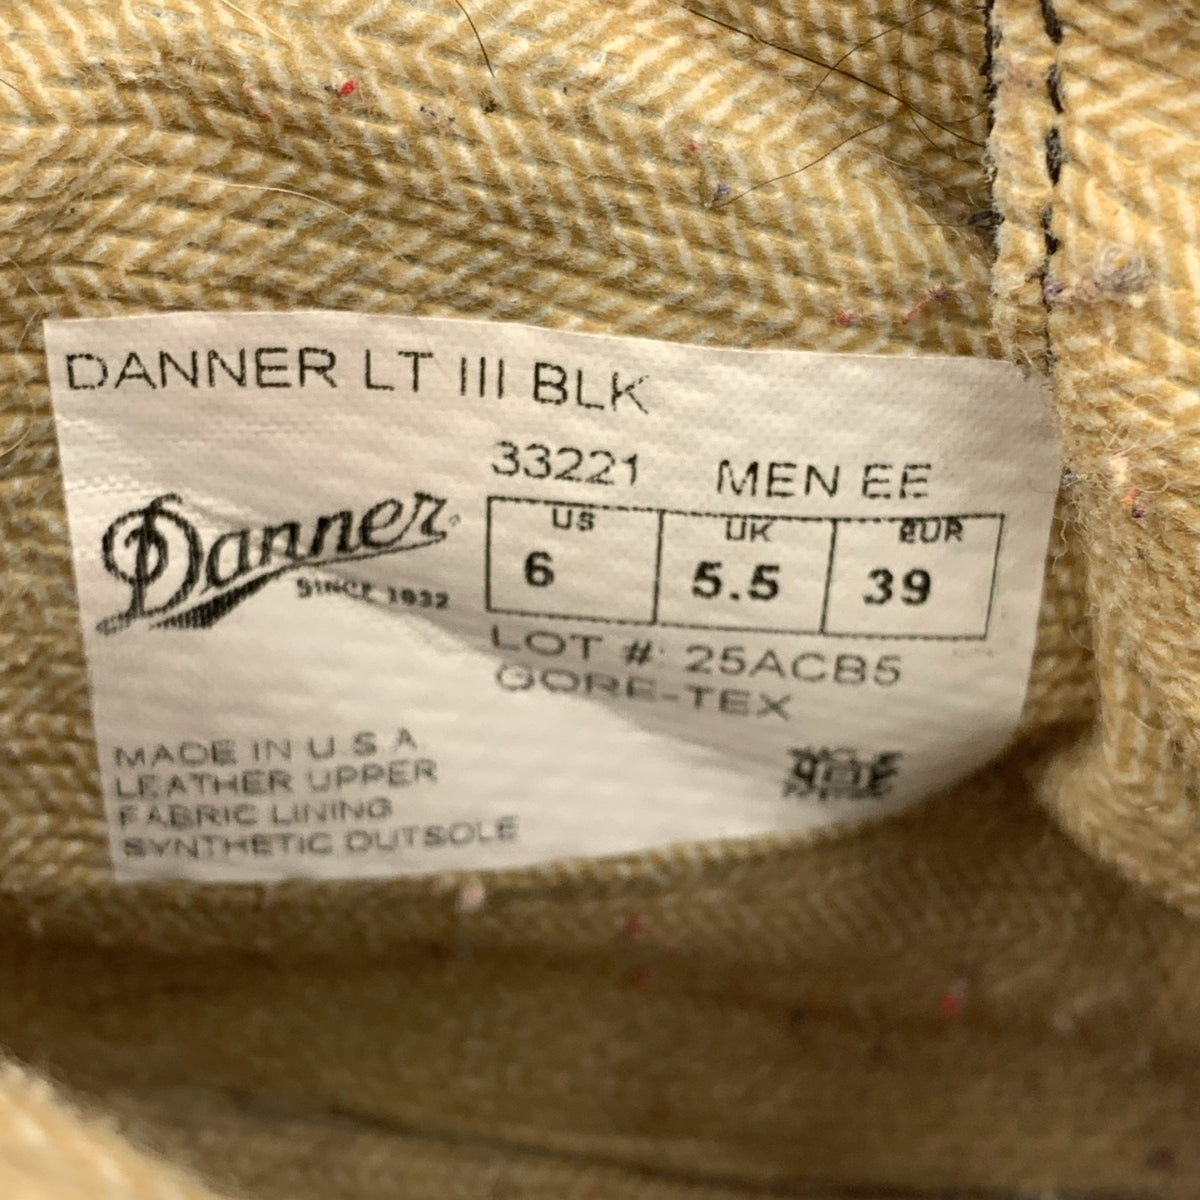 DANNER LT III BLK
33221 MEN EE
Danner
SINCE 1932
US UK EUR
6 5.5 39
LOT #: 25ACB5
GORE-TEX
MADE IN U S A
LEATHER UPPER
FABRIC LINING
SYNTHETIC OUTSOLE